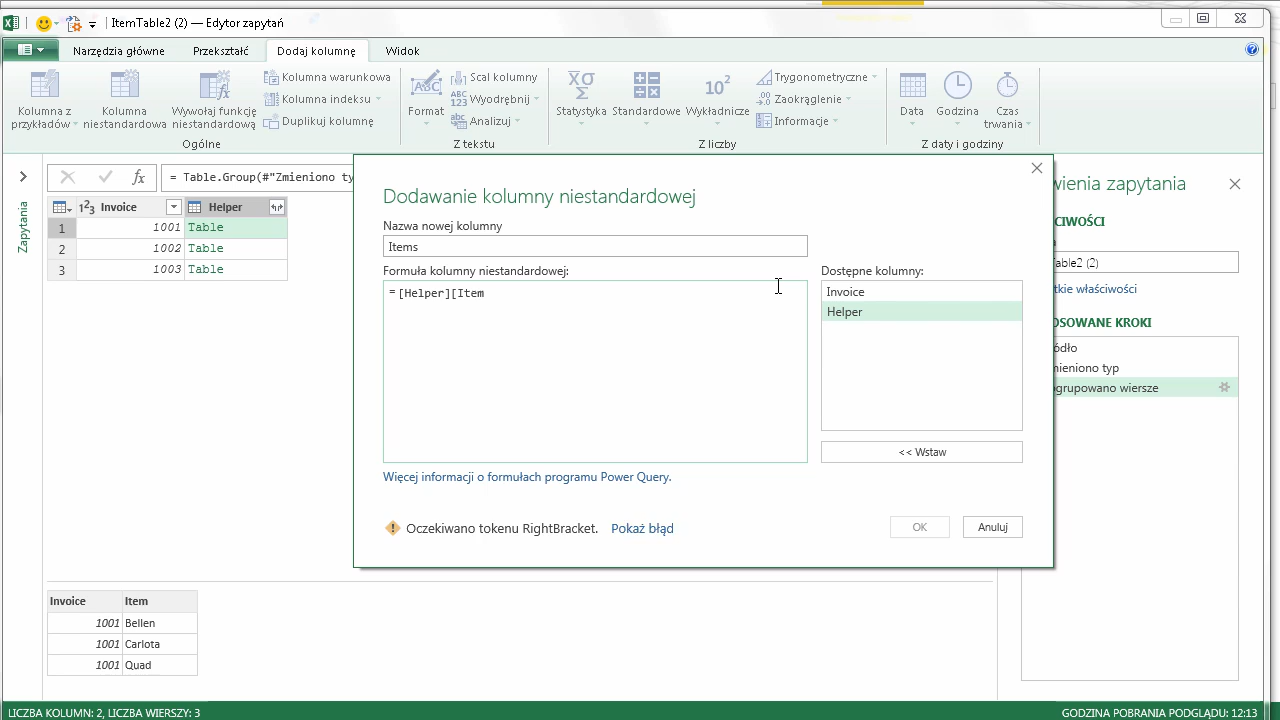 ItemTable2 (2) — Edytor zapytań
Narzędzia główne
Przekształć
Dodaj kolumnę
Widok
Kolumna z przykładów
Kolumna niestandardowa
Wywołaj funkcję niestandardową
Kolumna warunkowa
Kolumna indeksu
Duplikuj kolumnę
Ogólne
Format
Scal kolumny
Wyodrębnij
Analizuj
Z tekstu
Statystyka
Standardowe
Wykładnicze
Trygonometryczne
Zaokrąglenie
Informacje
Z liczby
Data
Godzina
Czas trwania
Z daty i godziny
Zapytania
= Table.Group(#"Zmieniono ty
Invoice
Helper
1 1001 Table
2 1002 Table
3 1003 Table
Dodawanie kolumny niestandardowej
Nazwa nowej kolumny
Items
Formuła kolumny niestandardowej:
= [Helper][Item
Dostępne kolumny:
Invoice
Helper
<< Wstaw
Więcej informacji o formułach programu Power Query.
Oczekiwano tokenu RightBracket. Pokaż błąd
OK
Anuluj
wienia zapytania
CIWOŚCI
a
Table2 (2)
tkie właściwości
OSOWANE KROKI
ódło
mieniono typ
ogrupowano wiersze
Invoice Item
1001 Bellen
1001 Carlota
1001 Quad
LICZBA KOLUMN: 2, LICZBA WIERSZY: 3
GODZINA POBRANIA PODGLĄDU: 12:13